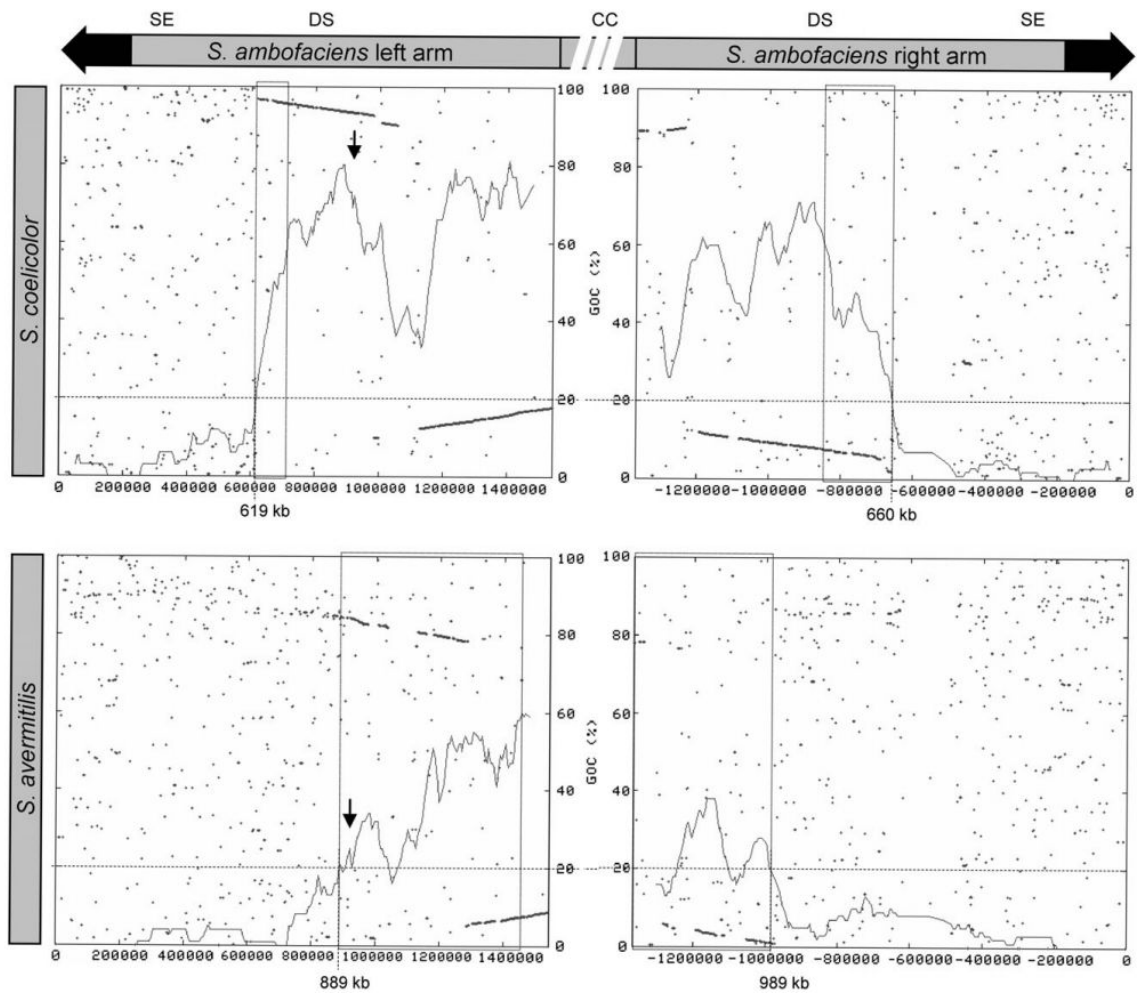 SE DS CC DS SE
S. ambofaciens left arm S. ambofaciens right arm
S. coelicolor
100 100
80 80
60 60
GOC (%)
40 40
20 20
0 0
0 200000 400000 600000 800000 1000000 1200000 1400000 -1200000 -1000000 -800000 -600000 -400000 -200000 0
619 kb 660 kb
S. avermitilis
100 100
80 80
60 60
GOC (%)
40 40
20 20
0 0
0 200000 400000 600000 800000 1000000 1200000 1400000 -1200000 -1000000 -800000 -600000 -400000 -200000 0
889 kb 989 kb